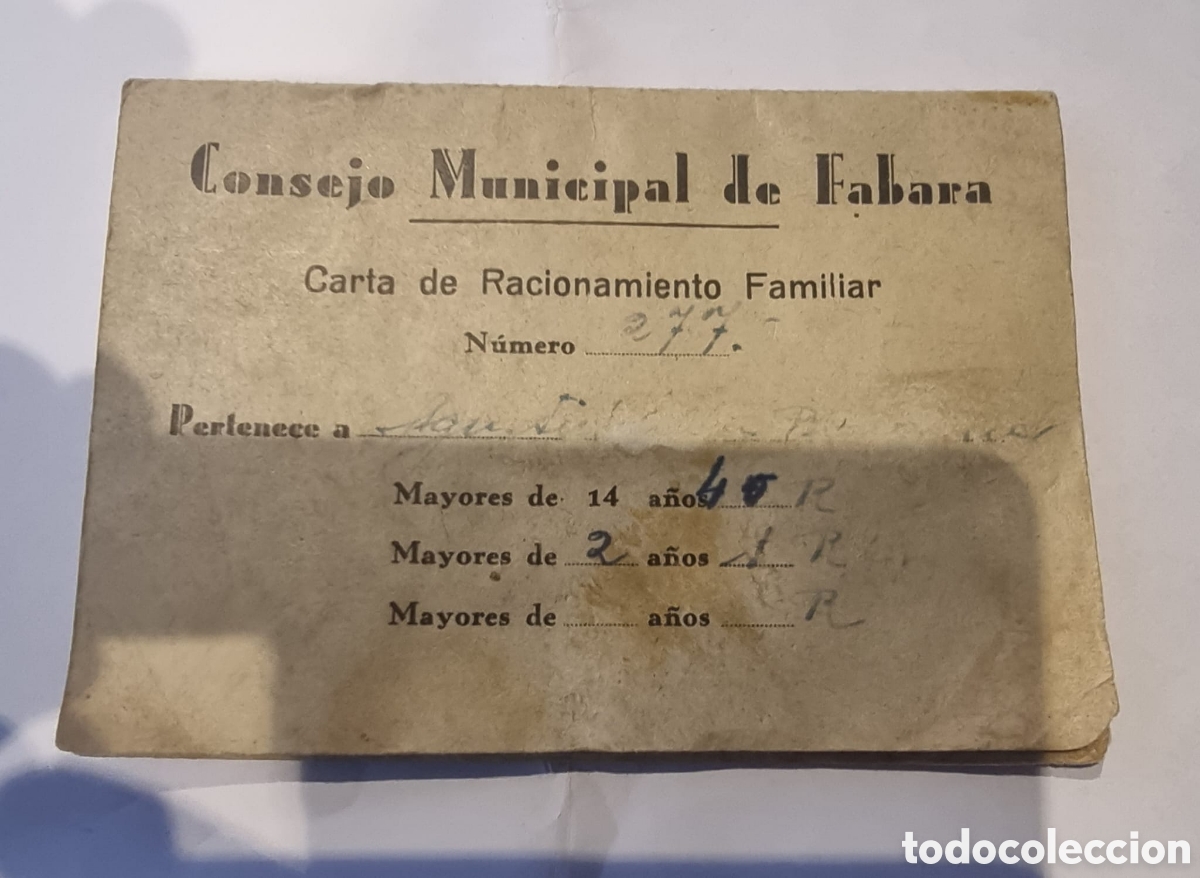 Consejo Municipal de Fabara
Carta de Racionamiento Familiar
Número 277.
Pertenece a
Mayores de 14 años R
Mayores de 2 años 1 R
Mayores de años R
todocoleccion